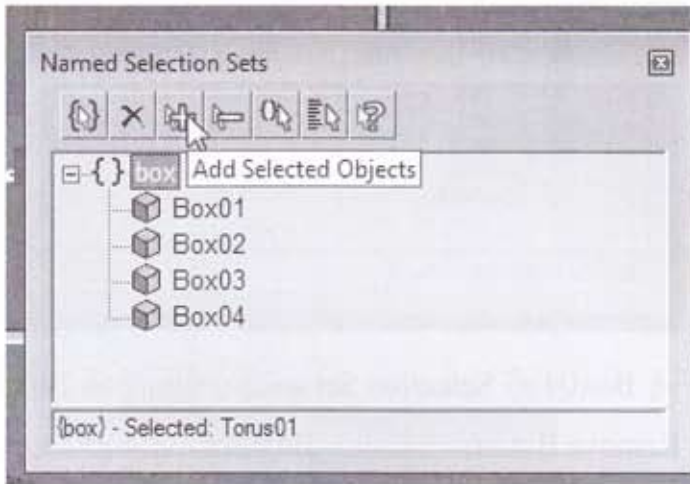 Named Selection Sets
Add Selected Objects
box
Box01
Box02
Box03
Box04
{box} - Selected: Torus01